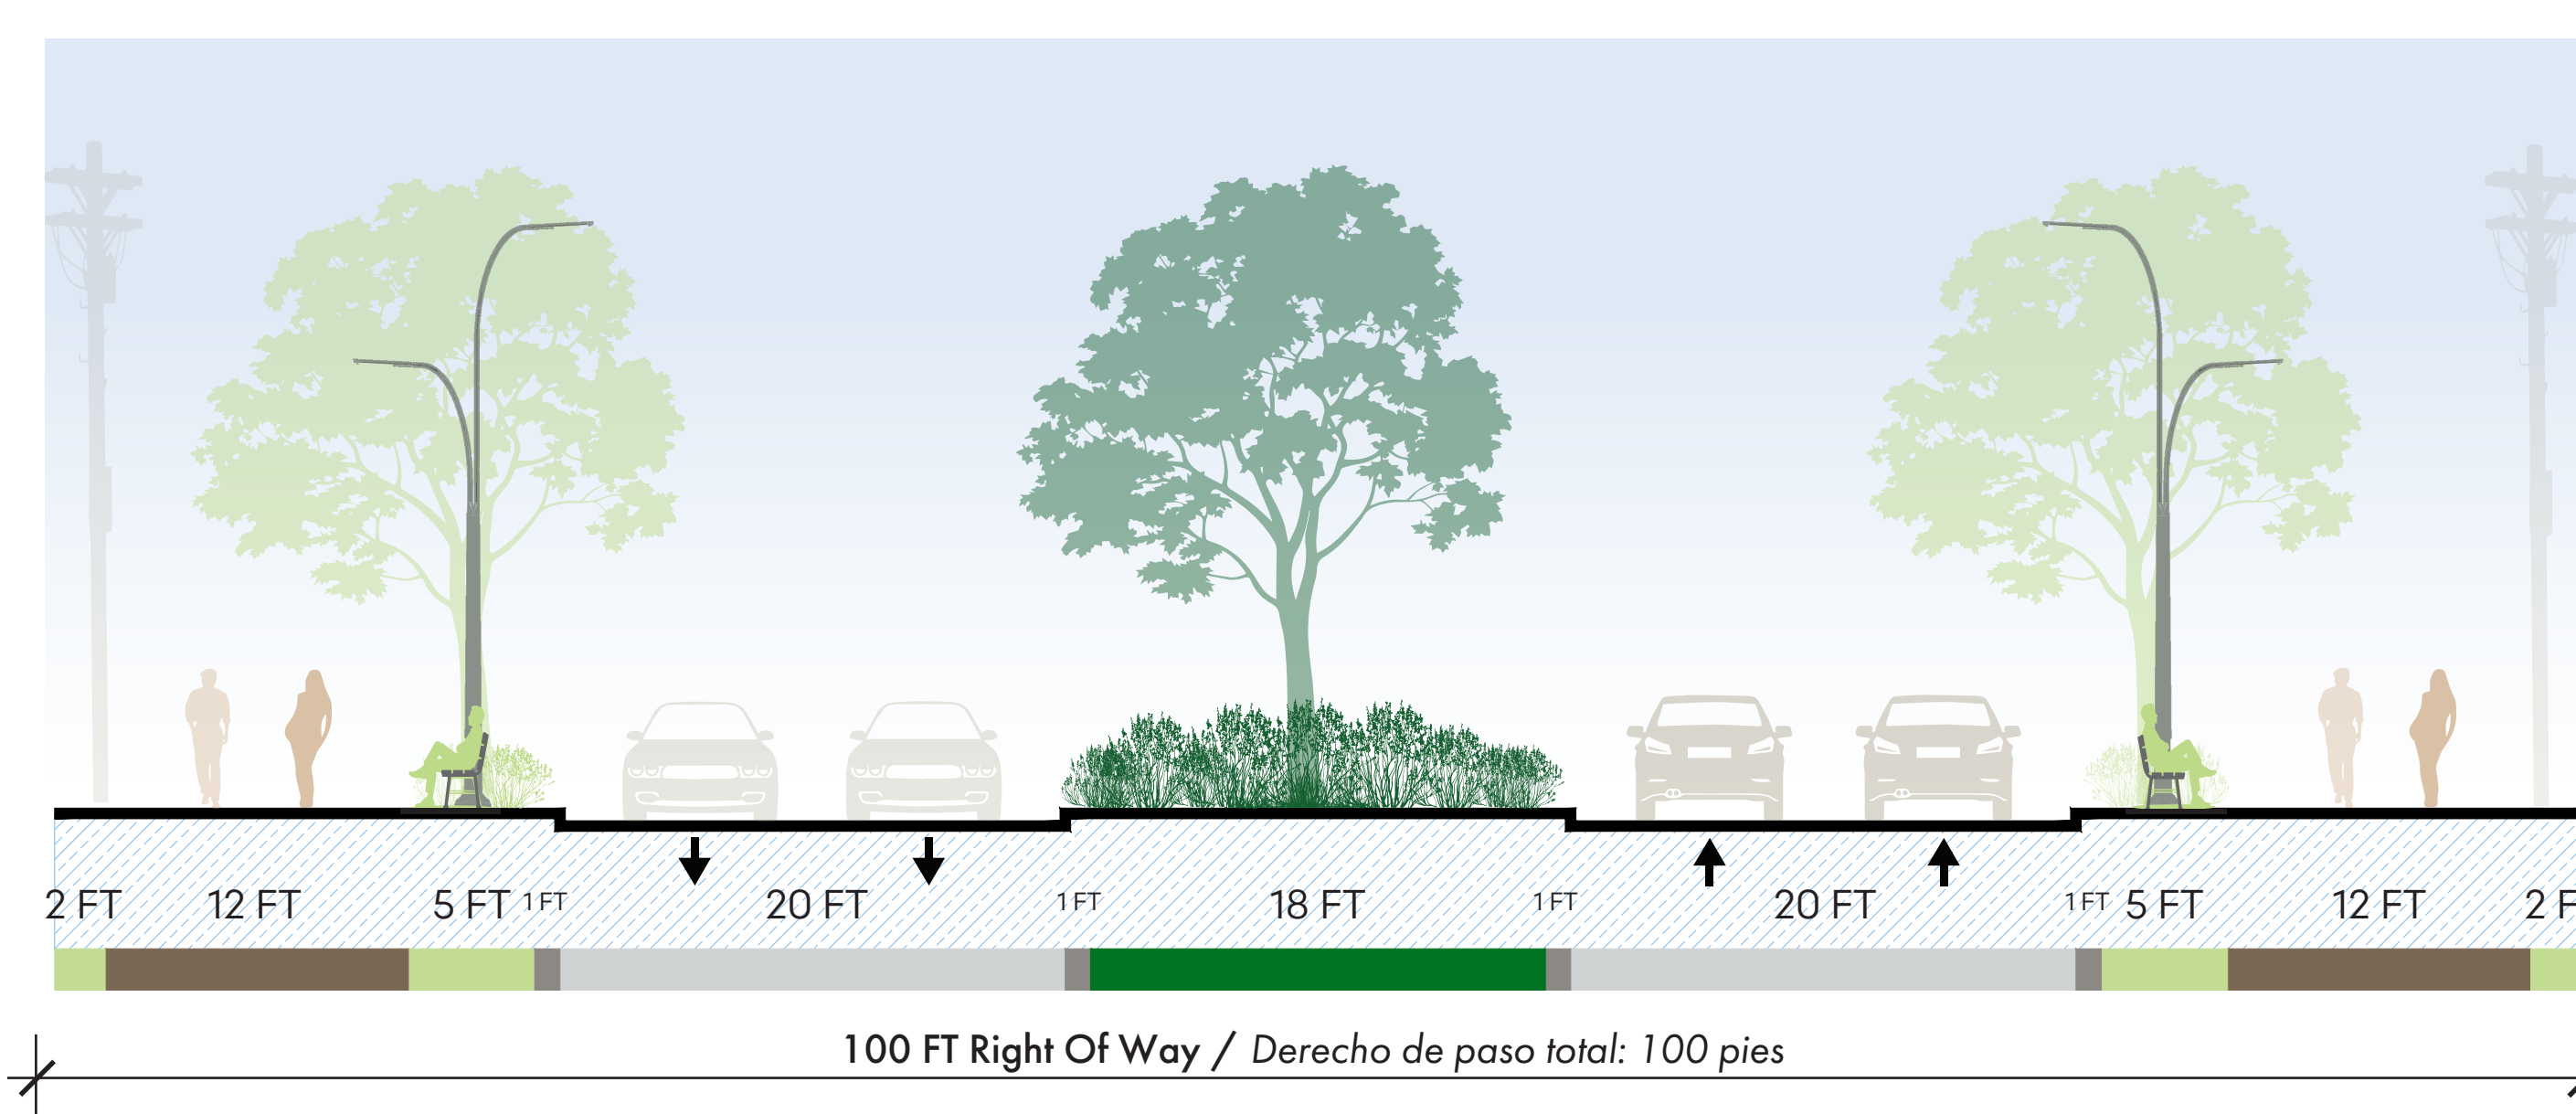 2 FT 12 FT 5 FT 1 FT 20 FT 1 FT 18 FT 1 FT 20 FT 1 FT 5 FT 12 FT 2 F
100 FT Right Of Way / Derecho de paso total: 100 pies